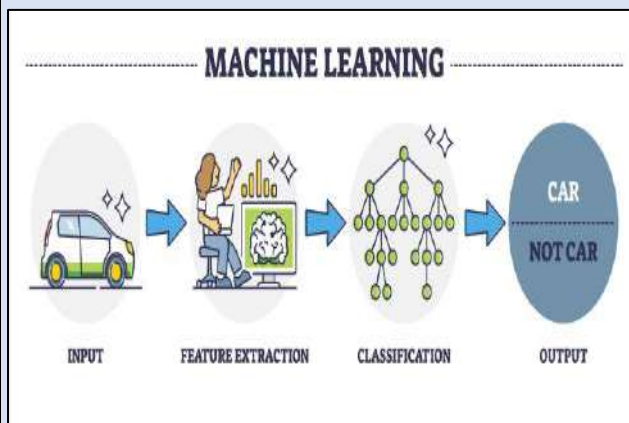 MACHINE LEARNING
CAR
NOT CAR
INPUT
FEATURE EXTRACTION
CLASSIFICATION
OUTPUT